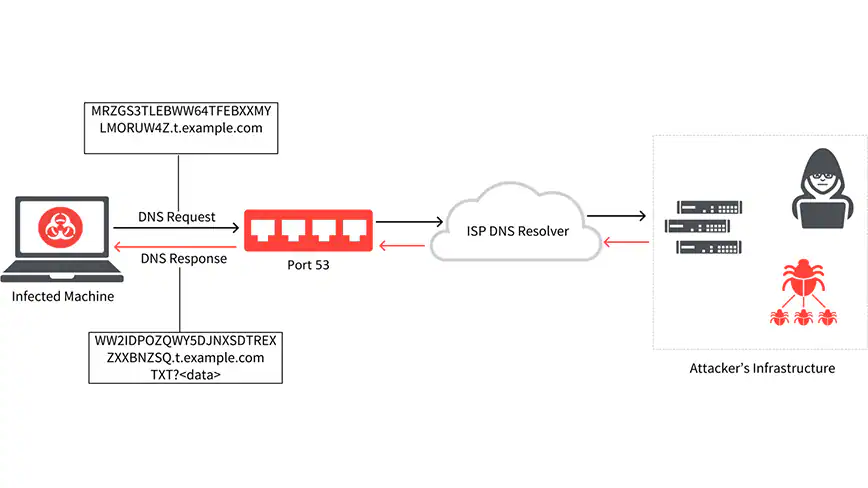 MRZGS3TLEBWW64TFEBXXMY
LMORUW4Z.t.example.com
DNS Request
DNS Response
Infected Machine
Port 53
ISP DNS Resolver
WW2IDPOZQWY5DJNXSDTREX
ZXXBNZSQ.t.example.com
TXT?<data>
Attacker's Infrastructure